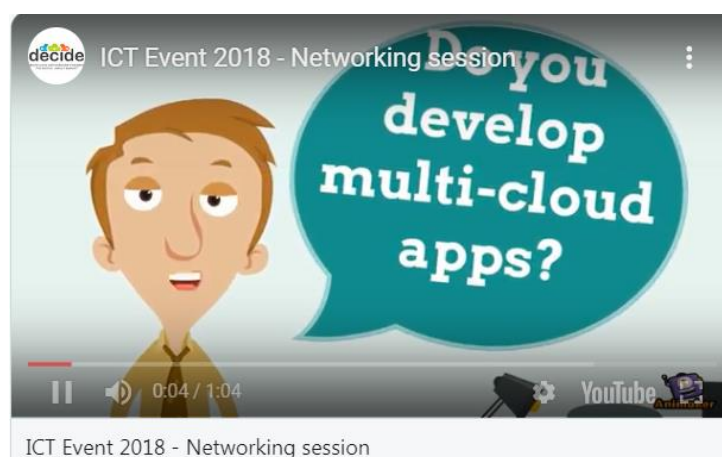 decide
ICT Event 2018 - Networking session
Do you
develop
multi-cloud
apps?
0:04 / 1:04
YouTube
Animaker
ICT Event 2018 - Networking session